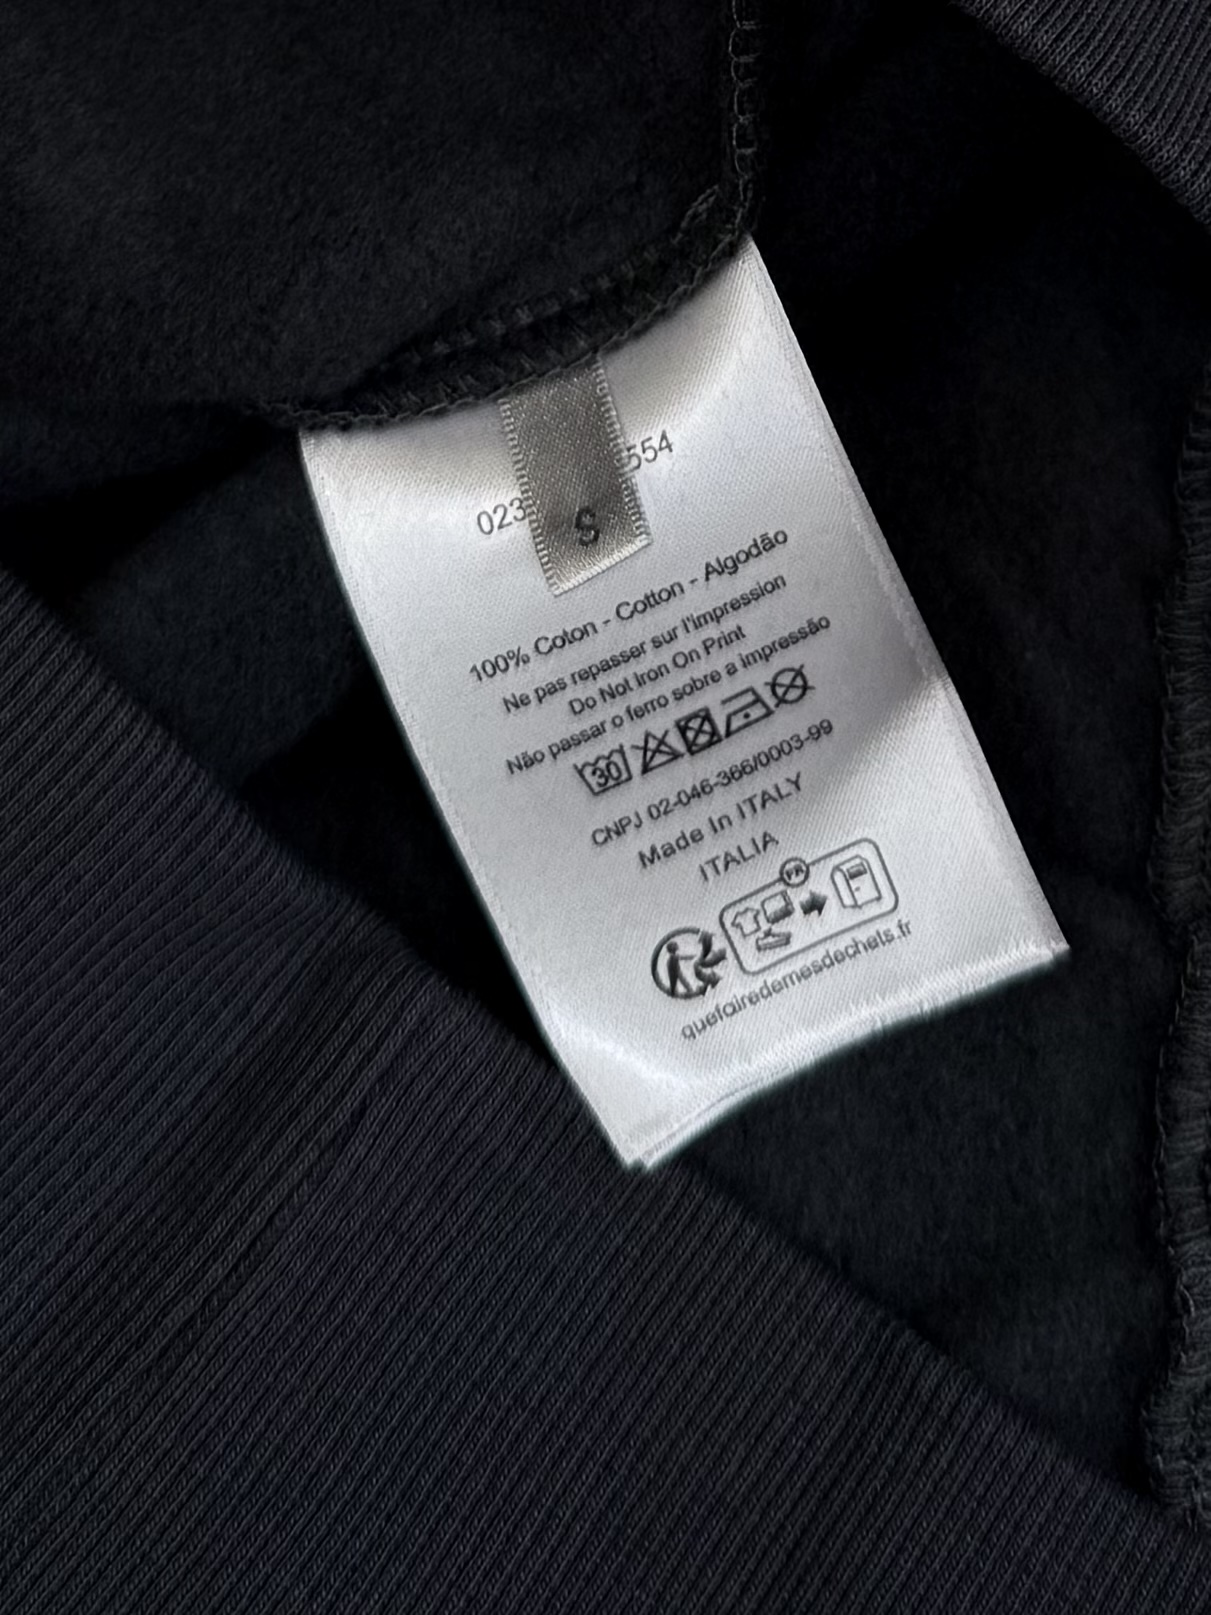 023
554
S
100% Coton - Cotton - Algodão
Ne pas repasser sur l'impression
Do Not Iron On Print
Não passar o ferro sobre a impressão
30
CNPJ 02-046-366/0003-99
Made In ITALY
ITALIA
FR
quefairedemesdechets.fr